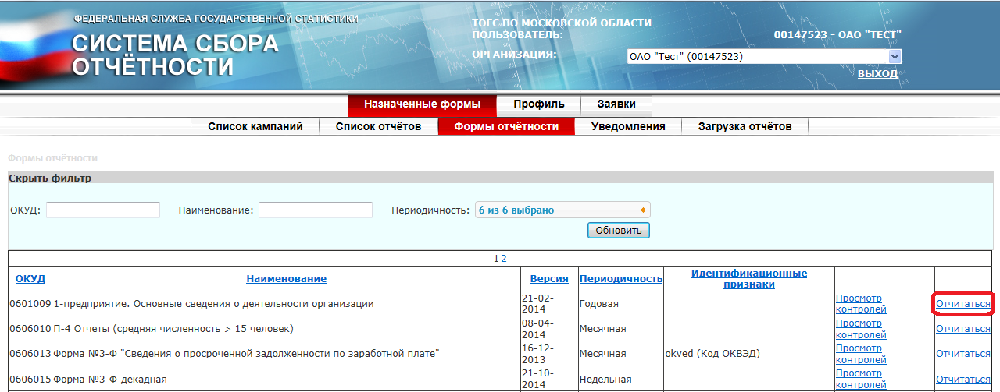 ФЕДЕРАЛЬНАЯ СЛУЖБА ГОСУДАРСТВЕННОЙ СТАТИСТИКИ
СИСТЕМА СБОРА
ОТЧЁТНОСТИ
ТОГС ПО МОСКОВСКОЙ ОБЛАСТИ
ПОЛЬЗОВАТЕЛЬ: 00147523 - ОАО "ТЕСТ"
ОРГАНИЗАЦИЯ: ОАО "Тест" (00147523)
ВЫХОД
Назначенные формы Профиль Заявки
Список кампаний Список отчётов Формы отчётности Уведомления Загрузка отчётов
Формы отчётности
Скрыть фильтр
ОКУД: Наименование: Периодичность: 6 из 6 выбрано
Обновить
1 2
ОКУД Наименование Версия Периодичность Идентификационные признаки
0601009 1-предприятие. Основные сведения о деятельности организации 21-02-2014 Годовая Просмотр контролей Отчитаться
0606010 П-4 Отчеты (средняя численность > 15 человек) 08-04-2014 Месячная Просмотр контролей Отчитаться
0606013 Форма №3-Ф "Сведения о просроченной задолженности по заработной плате" 16-12-2013 Месячная okved (Код ОКВЭД) Просмотр контролей Отчитаться
0606015 Форма №3-Ф-декадная 21-10-2014 Недельная Просмотр контролей Отчитаться